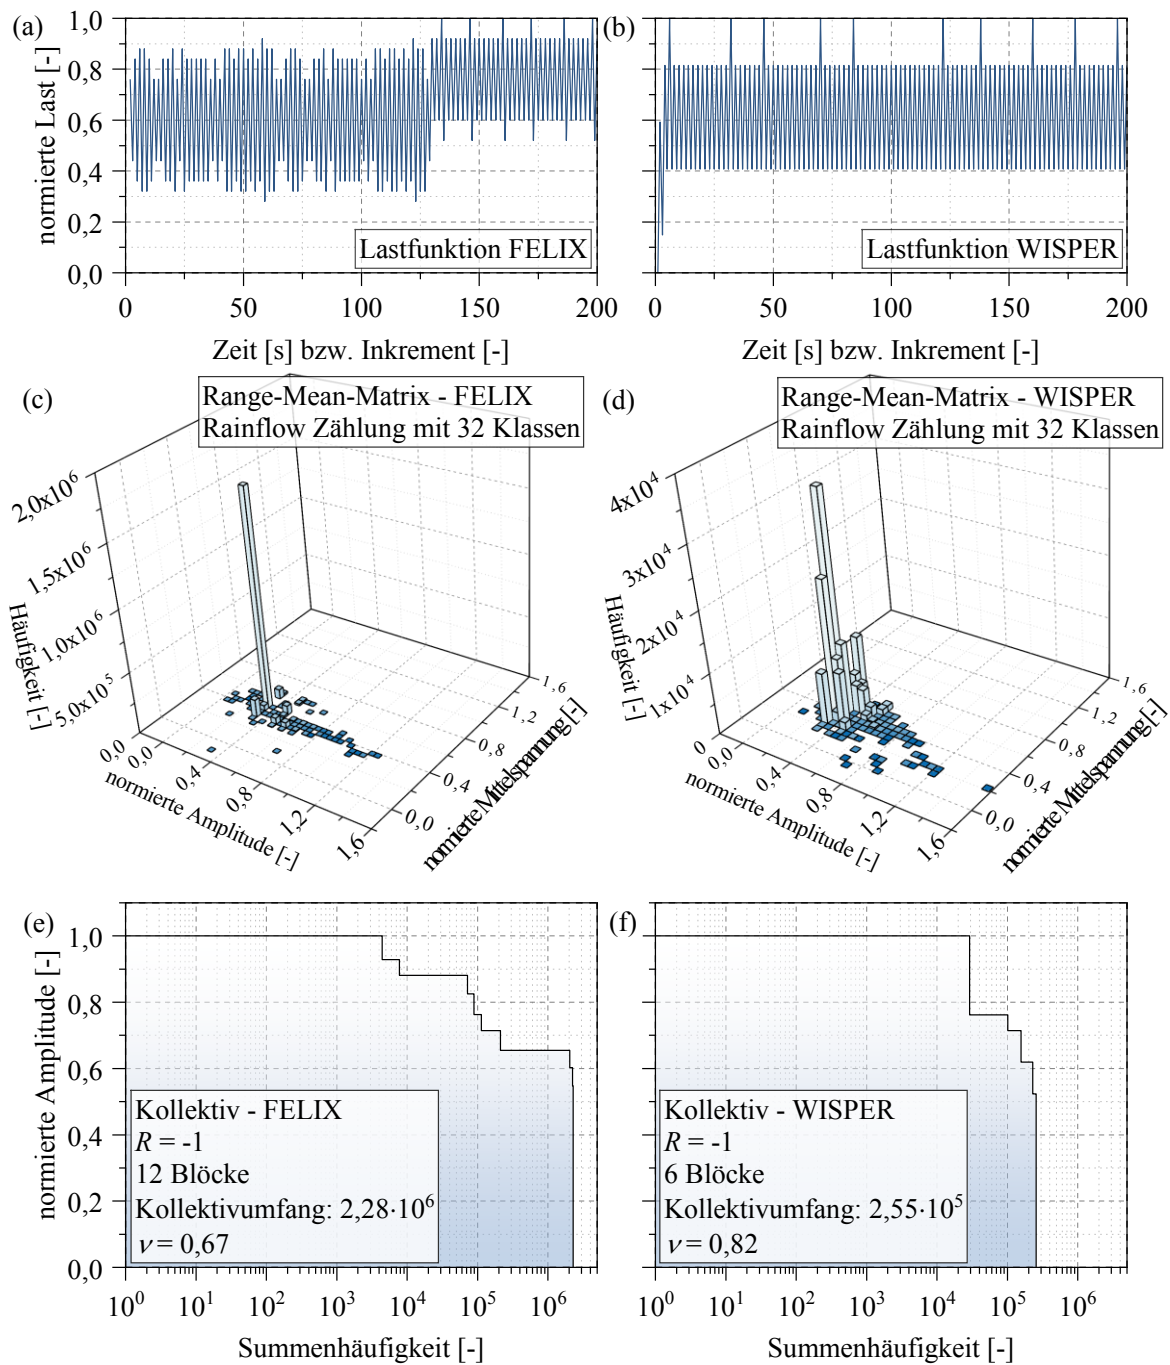 (a)
1,0
0,8
0,6
0,4
0,2
0,0
normierte Last [-]
Lastfunktion FELIX
0
50
100
150
200
Zeit [s] bzw. Inkrement [-]
(b)
Lastfunktion WISPER
0
50
100
150
200
Zeit [s] bzw. Inkrement [-]
(c)
Range-Mean-Matrix - FELIX
Rainflow Zählung mit 32 Klassen
2,0x10⁶
1,5x10⁶
1,0x10⁶
5,0x10⁵
0,0
Häufigkeit [-]
0,0
0,4
0,8
1,2
1,6
normierte Amplitude [-]
0,0
0,4
0,8
1,2
1,6
normierte Mittelspannung [-]
(d)
Range-Mean-Matrix - WISPER
Rainflow Zählung mit 32 Klassen
4x10⁴
3x10⁴
2x10⁴
1x10⁴
0
Häufigkeit [-]
0,0
0,4
0,8
1,2
1,6
normierte Amplitude [-]
0,0
0,4
0,8
1,2
1,6
normierte Mittelspannung [-]
(e)
1,0
0,8
0,6
0,4
0,2
0,0
normierte Amplitude [-]
Kollektiv - FELIX
R = -1
12 Blöcke
Kollektivumfang: 2,28·10⁶
ν = 0,67
10⁰
10¹
10²
10³
10⁴
10⁵
10⁶
Summenhäufigkeit [-]
(f)
Kollektiv - WISPER
R = -1
6 Blöcke
Kollektivumfang: 2,55·10⁵
ν = 0,82
10⁰
10¹
10²
10³
10⁴
10⁵
10⁶
Summenhäufigkeit [-]